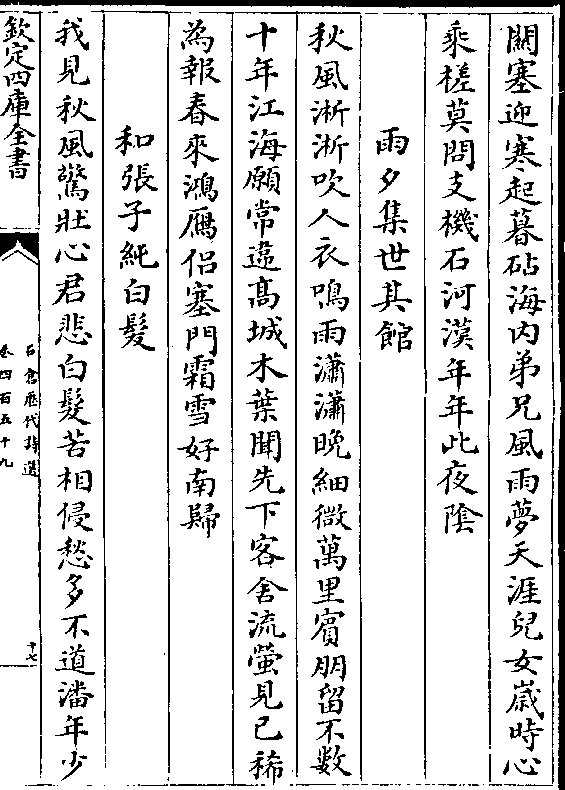 關塞迎寒起暮砧海内弟兄風雨夢天涯兒女嵗時心
乘槎莫問支機石河漢年年此夜隂
雨夕集世其館
秋風淅淅吹人衣鳴雨瀟瀟晩細微萬里賓朋留不數
十年江海願常違髙城木葉聞先下客舍流螢見已稀
為報春來鴻鴈侣塞門霜雪好南歸
和張子純白髮
我見秋風驚壯心君悲白髮苦相侵愁多不道潘年少
欽定四庫全書
石倉歴代詩選
卷四百五十九
十七